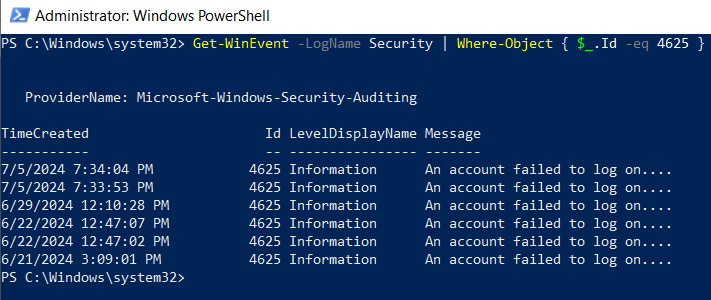 Administrator: Windows PowerShell
PS C:\Windows\system32> Get-WinEvent -LogName Security | Where-Object { $_.Id -eq 4625 }
ProviderName: Microsoft-Windows-Security-Auditing
TimeCreated                     Id LevelDisplayName Message
-----------                     -- ---------------- -------
7/5/2024 7:34:04 PM           4625 Information      An account failed to log on....
7/5/2024 7:33:53 PM           4625 Information      An account failed to log on....
6/29/2024 12:10:28 PM         4625 Information      An account failed to log on....
6/22/2024 12:47:07 PM         4625 Information      An account failed to log on....
6/22/2024 12:47:02 PM         4625 Information      An account failed to log on....
6/21/2024 3:09:01 PM          4625 Information      An account failed to log on....
PS C:\Windows\system32>